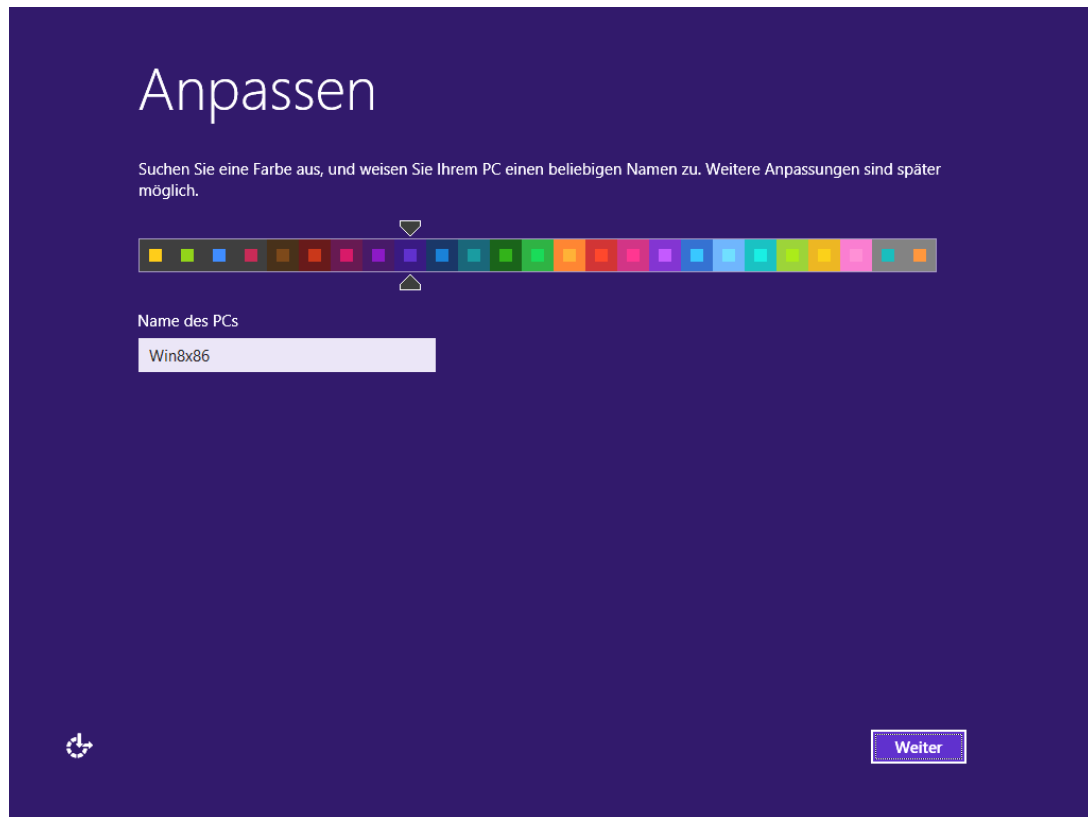 Anpassen
Suchen Sie eine Farbe aus, und weisen Sie Ihrem PC einen beliebigen Namen zu. Weitere Anpassungen sind später
möglich.
Name des PCs
Win8x86
Weiter